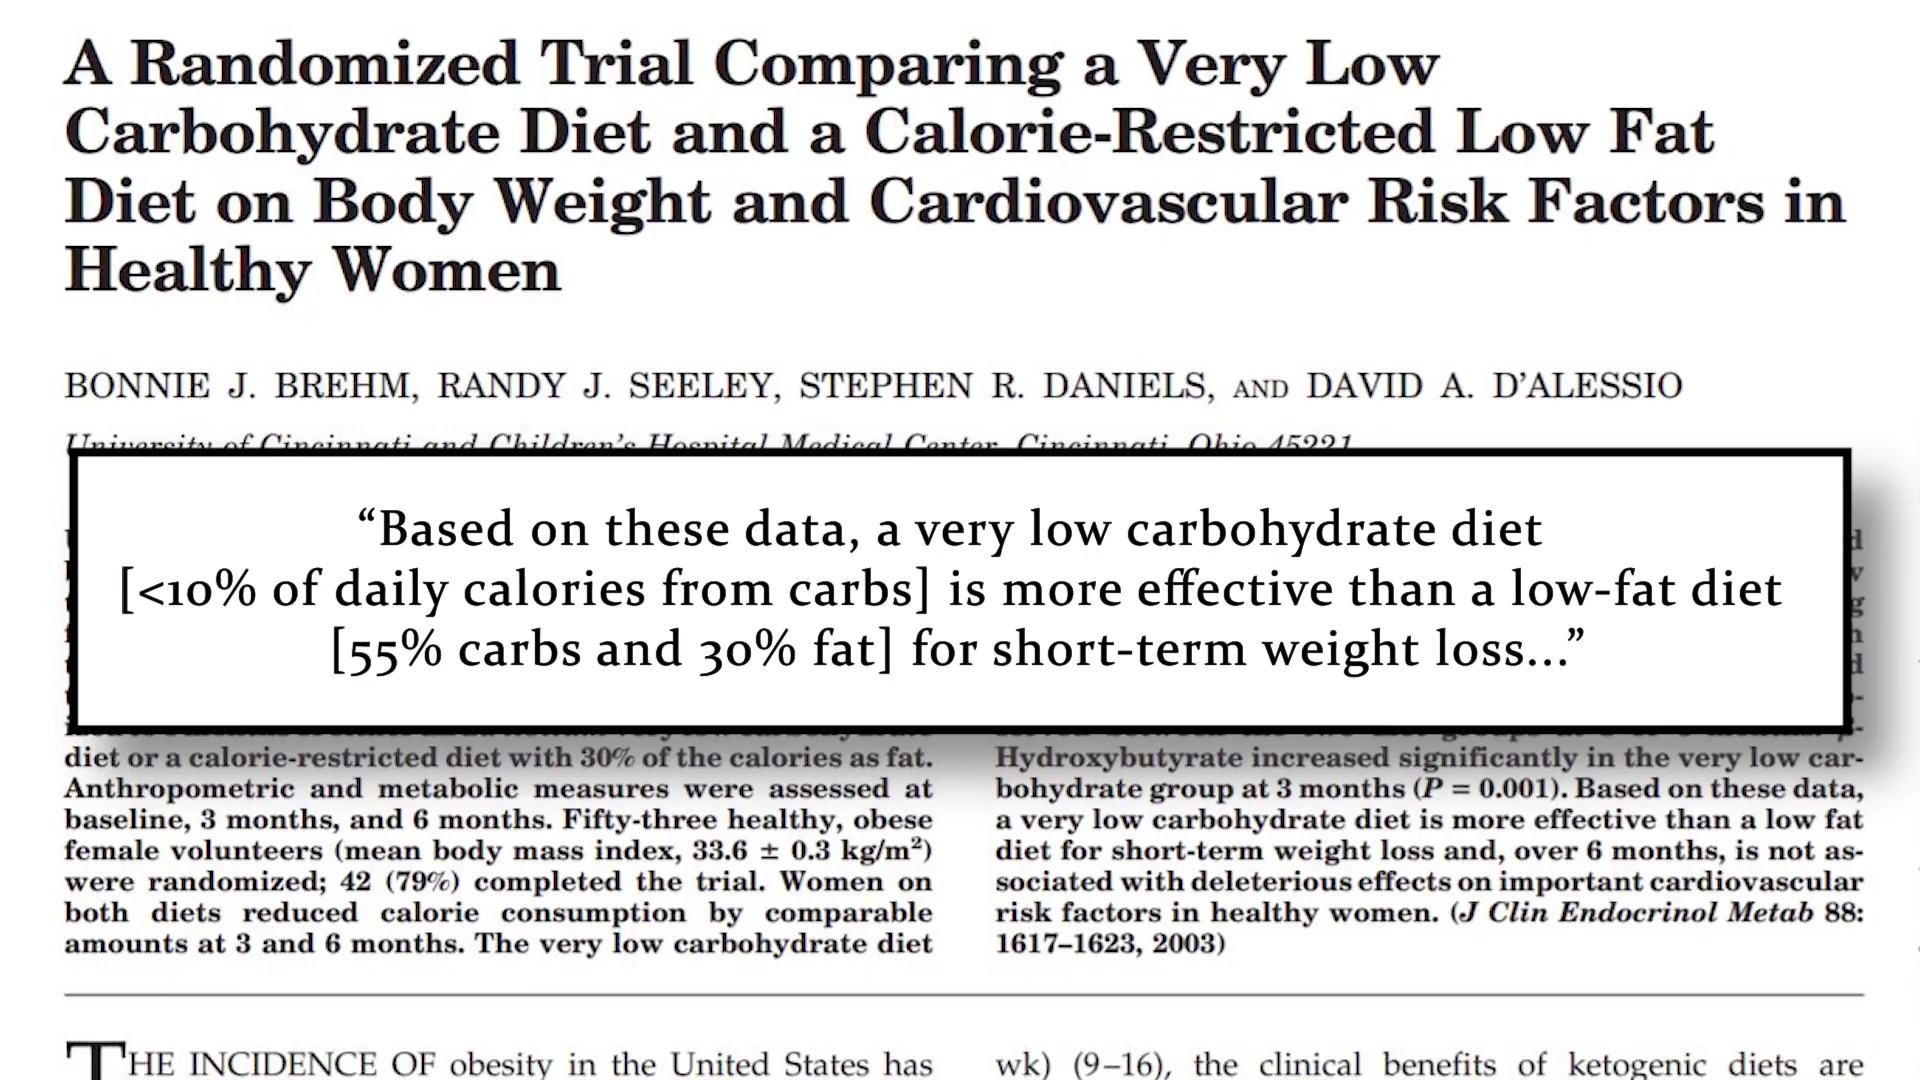 A Randomized Trial Comparing a Very Low
Carbohydrate Diet and a Calorie-Restricted Low Fat
Diet on Body Weight and Cardiovascular Risk Factors in
Healthy Women
BONNIE J. BREHM, RANDY J. SEELEY, STEPHEN R. DANIELS, AND DAVID A. D’ALESSIO
University of Cincinnati and Children’s Hospital Medical Center, Cincinnati, Ohio 45221
“Based on these data, a very low carbohydrate diet
[<10% of daily calories from carbs] is more effective than a low-fat diet
[55% carbs and 30% fat] for short-term weight loss...”
diet or a calorie-restricted diet with 30% of the calories as fat.
Anthropometric and metabolic measures were assessed at
baseline, 3 months, and 6 months. Fifty-three healthy, obese
female volunteers (mean body mass index, 33.6 ± 0.3 kg/m²)
were randomized; 42 (79%) completed the trial. Women on
both diets reduced calorie consumption by comparable
amounts at 3 and 6 months. The very low carbohydrate diet
Hydroxybutyrate increased significantly in the very low car-
bohydrate group at 3 months (P = 0.001). Based on these data,
a very low carbohydrate diet is more effective than a low fat
diet for short-term weight loss and, over 6 months, is not as-
sociated with deleterious effects on important cardiovascular
risk factors in healthy women. (J Clin Endocrinol Metab 88:
1617–1623, 2003)
THE INCIDENCE OF obesity in the United States has
wk) (9–16), the clinical benefits of ketogenic diets are